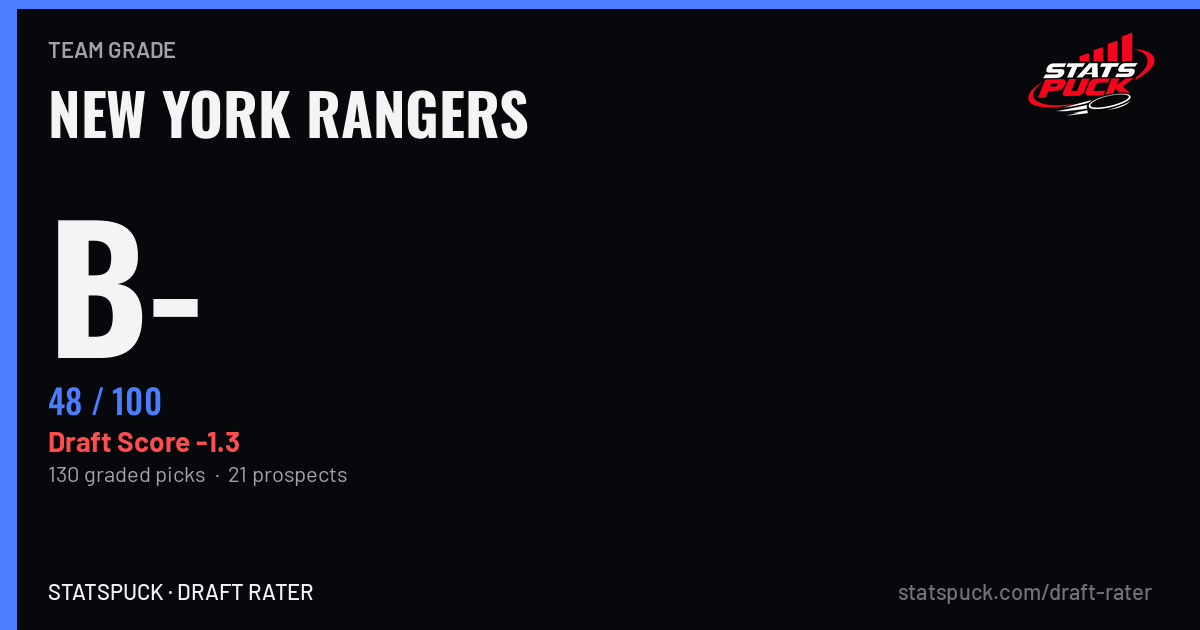 TEAM GRADE
STATS
PUCK
NEW YORK RANGERS
B-
48 / 100
Draft Score -1.3
130 graded picks · 21 prospects
STATSPUCK · DRAFT RATER
statspuck.com/draft-rater